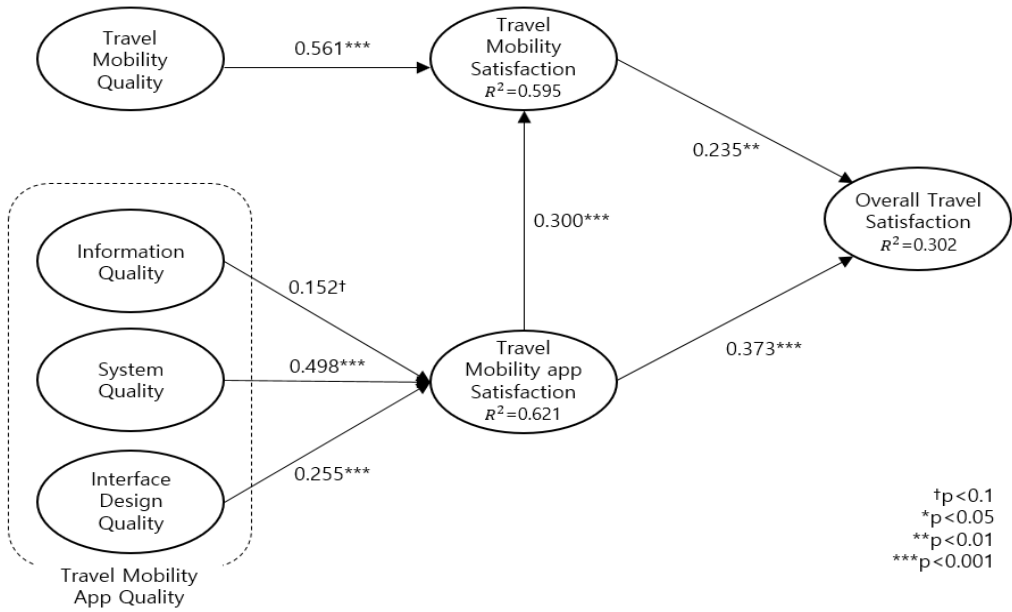 Travel
Mobility
Quality
0.561***
Travel
Mobility
Satisfaction
R²=0.595
0.235**
Overall Travel
Satisfaction
R²=0.302
0.300***
Information
Quality
0.152†
System
Quality
0.498***
Interface
Design
Quality
0.255***
Travel
Mobility app
Satisfaction
R²=0.621
0.373***
Travel Mobility
App Quality
†p<0.1
*p<0.05
**p<0.01
***p<0.001